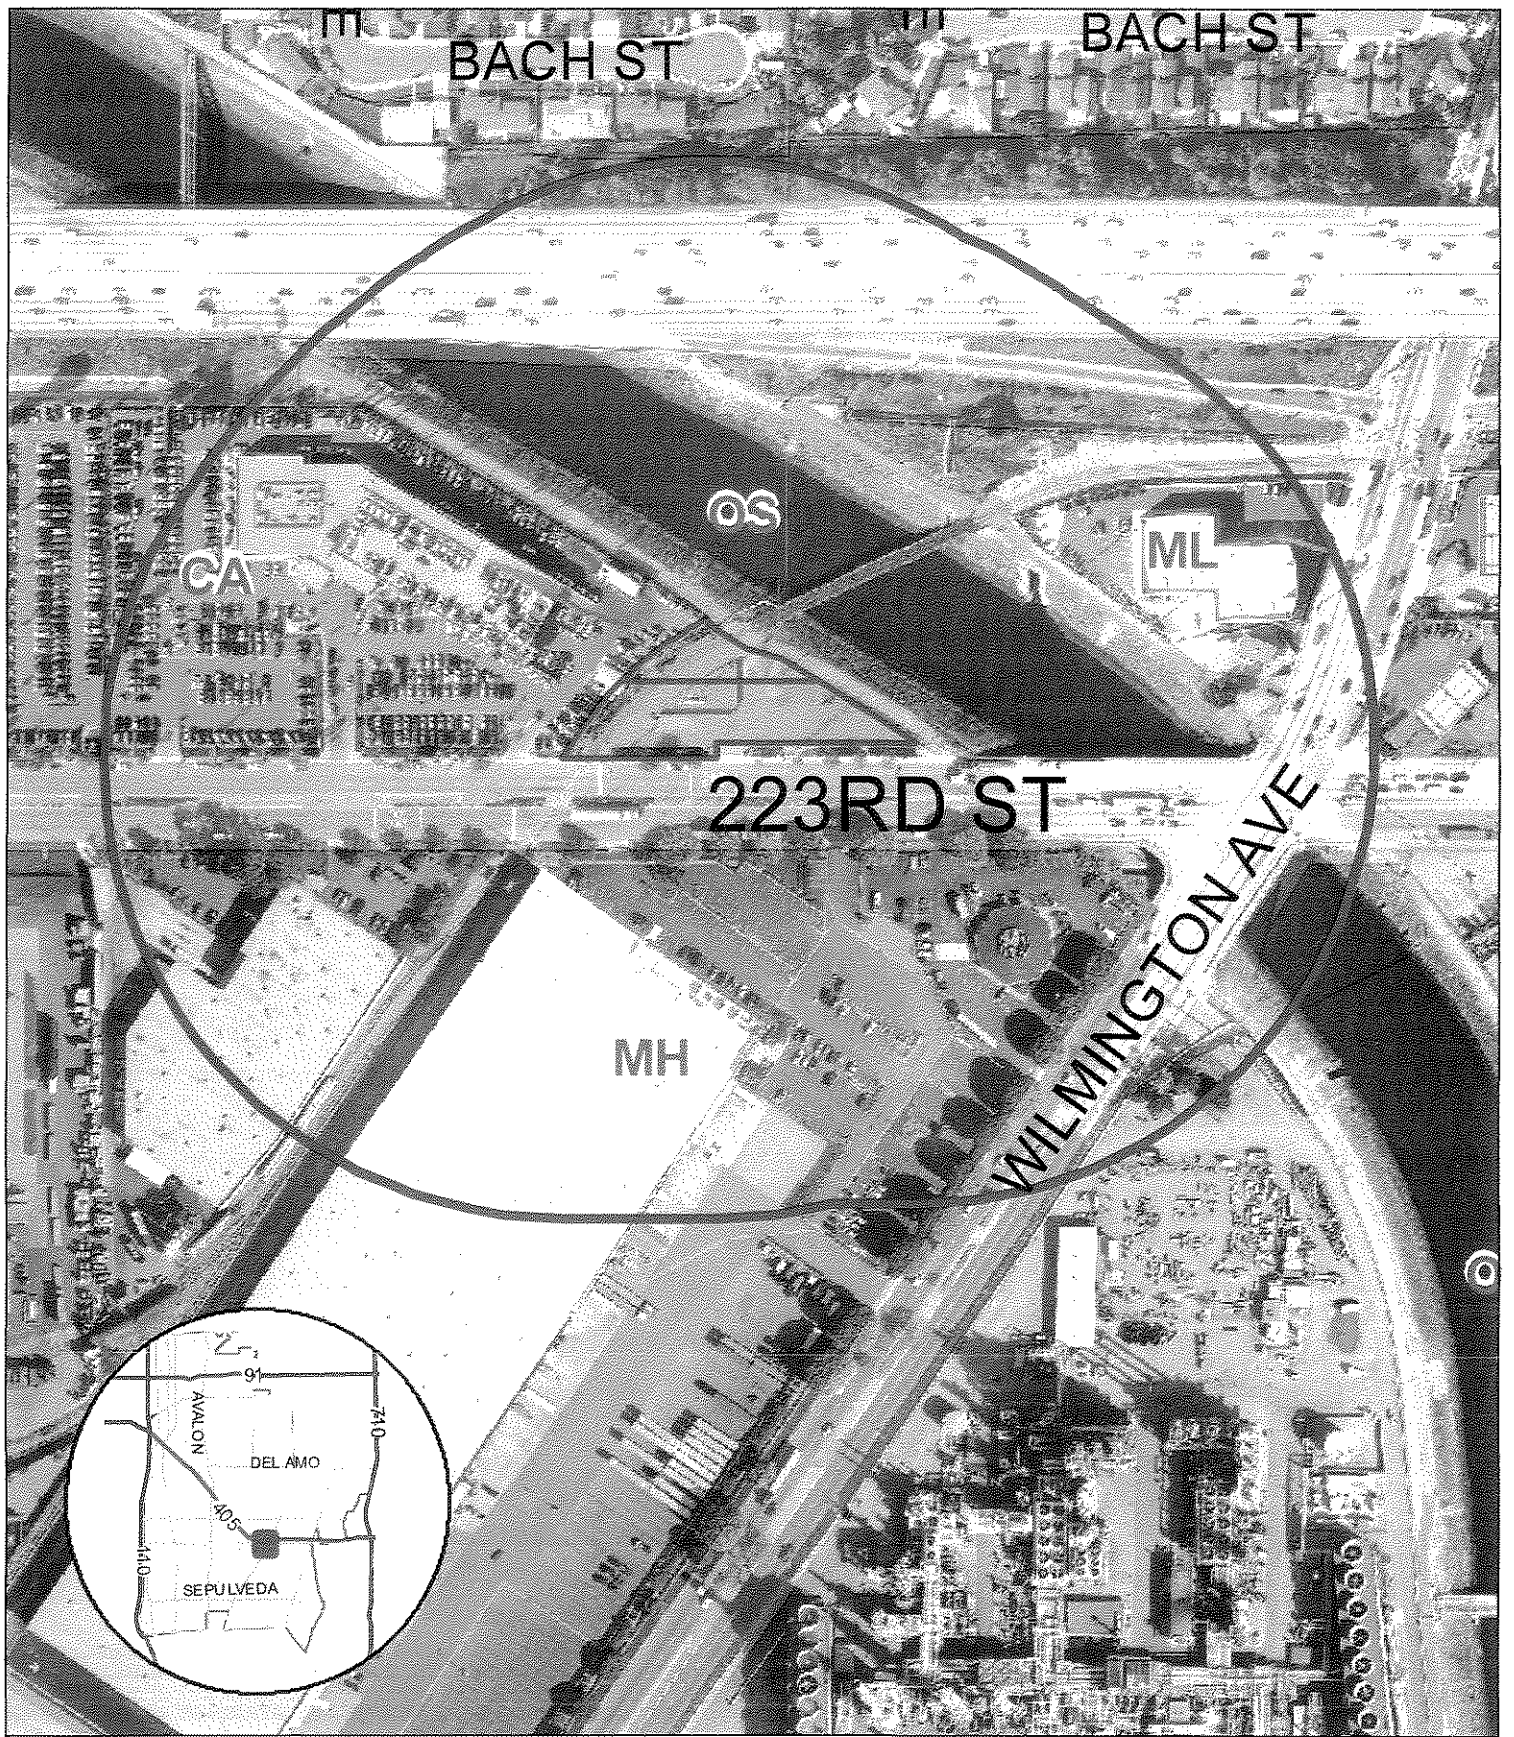 E
E
BACH ST
BACH ST
OS
ML
CA
223RD ST
WILMINGTON AVE
MH
O
91
AVALON
710
DEL AMO
405
110
SEPULVEDA